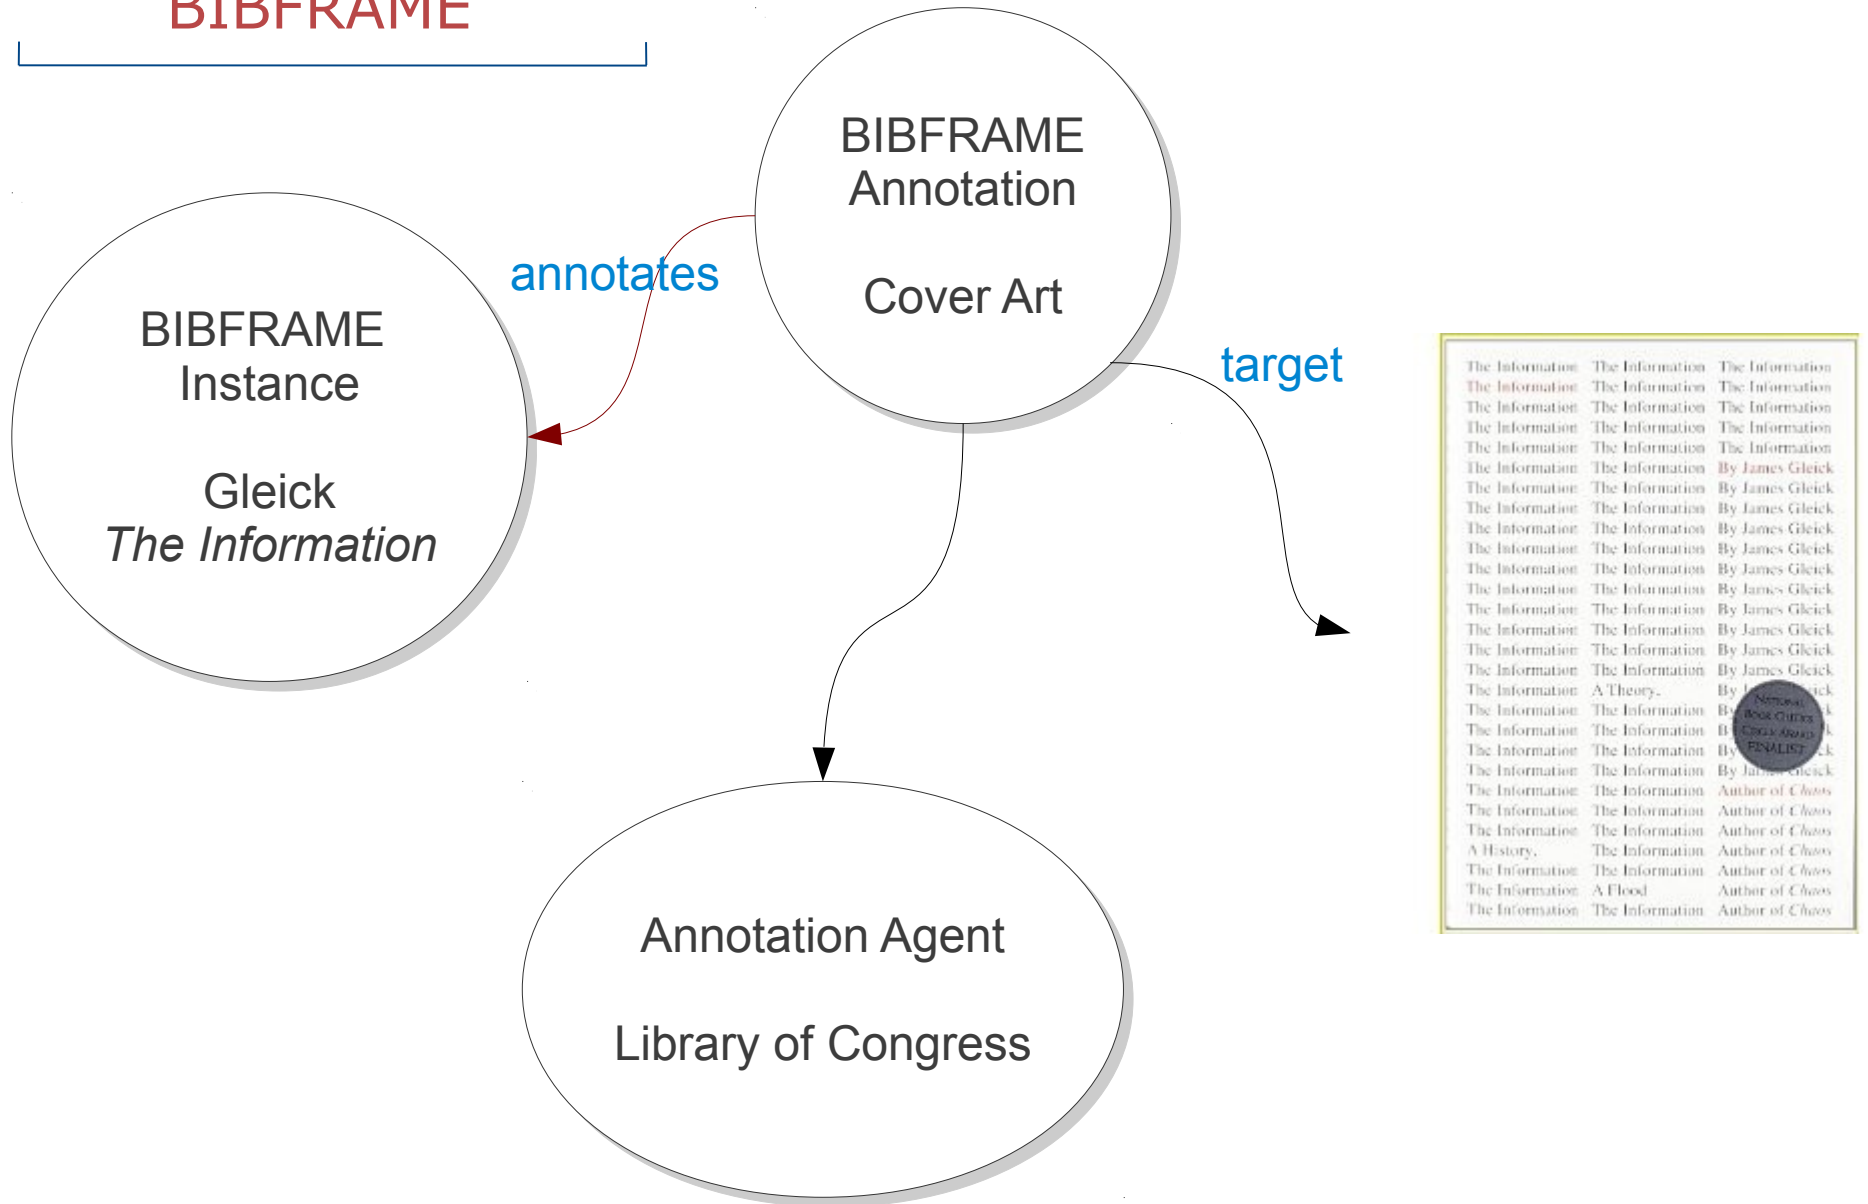 BIBFRAME
BIBFRAME
Annotation
Cover Art
annotates
BIBFRAME
Instance
Gleick
The Information
target
Annotation Agent
Library of Congress
The Information The Information The Information
The Information The Information The Information
The Information The Information The Information
The Information The Information The Information
The Information The Information The Information
The Information The Information By James Gleick
The Information The Information By James Gleick
The Information The Information By James Gleick
The Information The Information By James Gleick
The Information The Information By James Gleick
The Information The Information By James Gleick
The Information The Information By James Gleick
The Information The Information By James Gleick
The Information The Information By James Gleick
The Information The Information By James Gleick
The Information The Information By James Gleick
The Information A Theory. By
The Information The Information
The Information The Information
The Information The Information By
The Information The Information By
The Information The Information Author of Chaos
The Information The Information Author of Chaos
The Information The Information Author of Chaos
A History. The Information Author of Chaos
The Information The Information Author of Chaos
The Information A Flood Author of Chaos
The Information The Information Author of Chaos
NATIONAL
BOOK CRITICS
CIRCLE AWARD
FINALIST